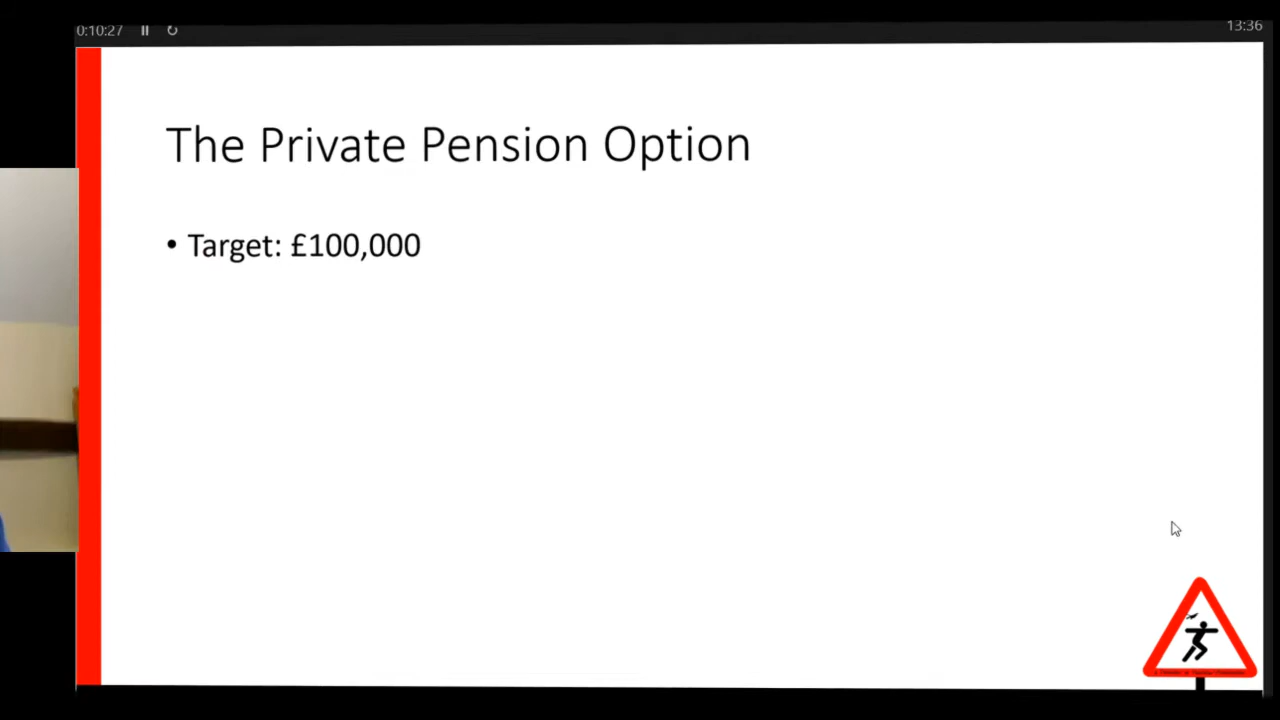 0:10:27
13:36
The Private Pension Option
• Target: £100,000